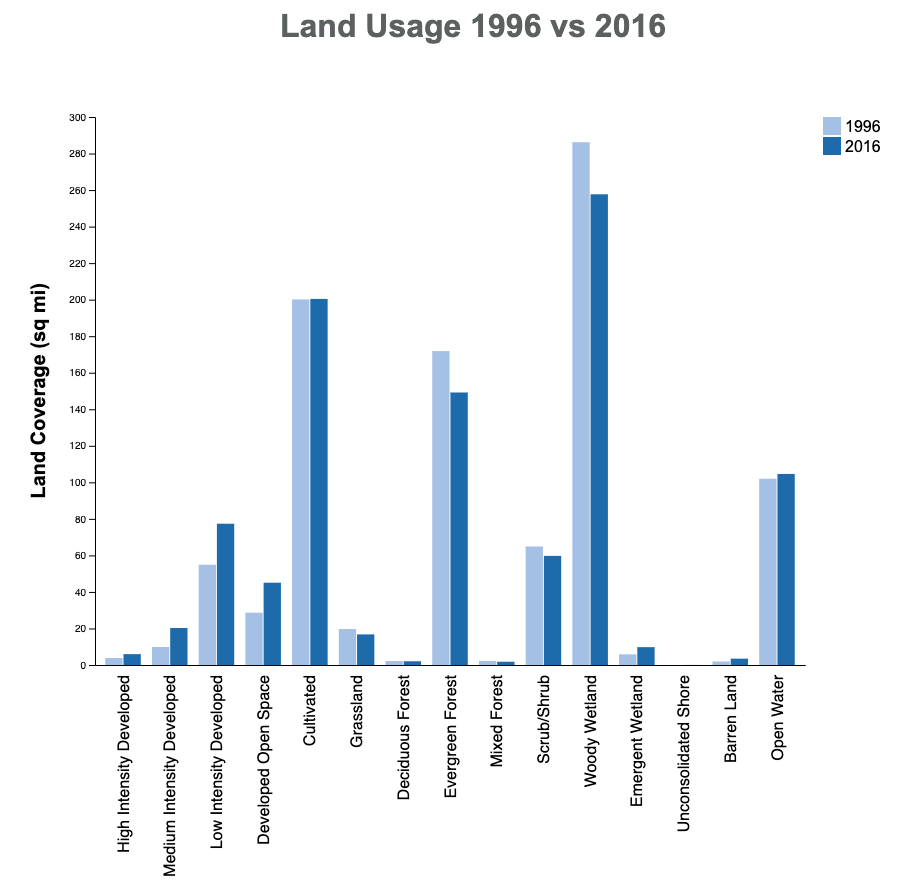 Land Usage 1996 vs 2016
1996
2016
Land Coverage (sq mi)
300
280
260
240
220
200
180
160
140
120
100
80
60
40
20
0
High Intensity Developed
Medium Intensity Developed
Low Intensity Developed
Developed Open Space
Cultivated
Grassland
Deciduous Forest
Evergreen Forest
Mixed Forest
Scrub/Shrub
Woody Wetland
Emergent Wetland
Unconsolidated Shore
Barren Land
Open Water